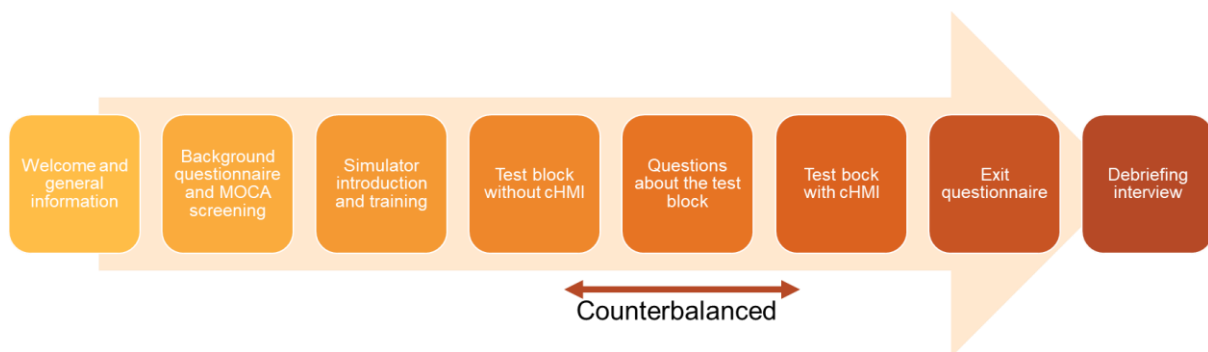 Welcome and
general
information
Background
questionnaire
and MOCA
screening
Simulator
introduction
and training
Test block
without cHMI
Questions
about the test
block
Test bock
with cHMI
Exit
questionnaire
Debriefing
interview
Counterbalanced